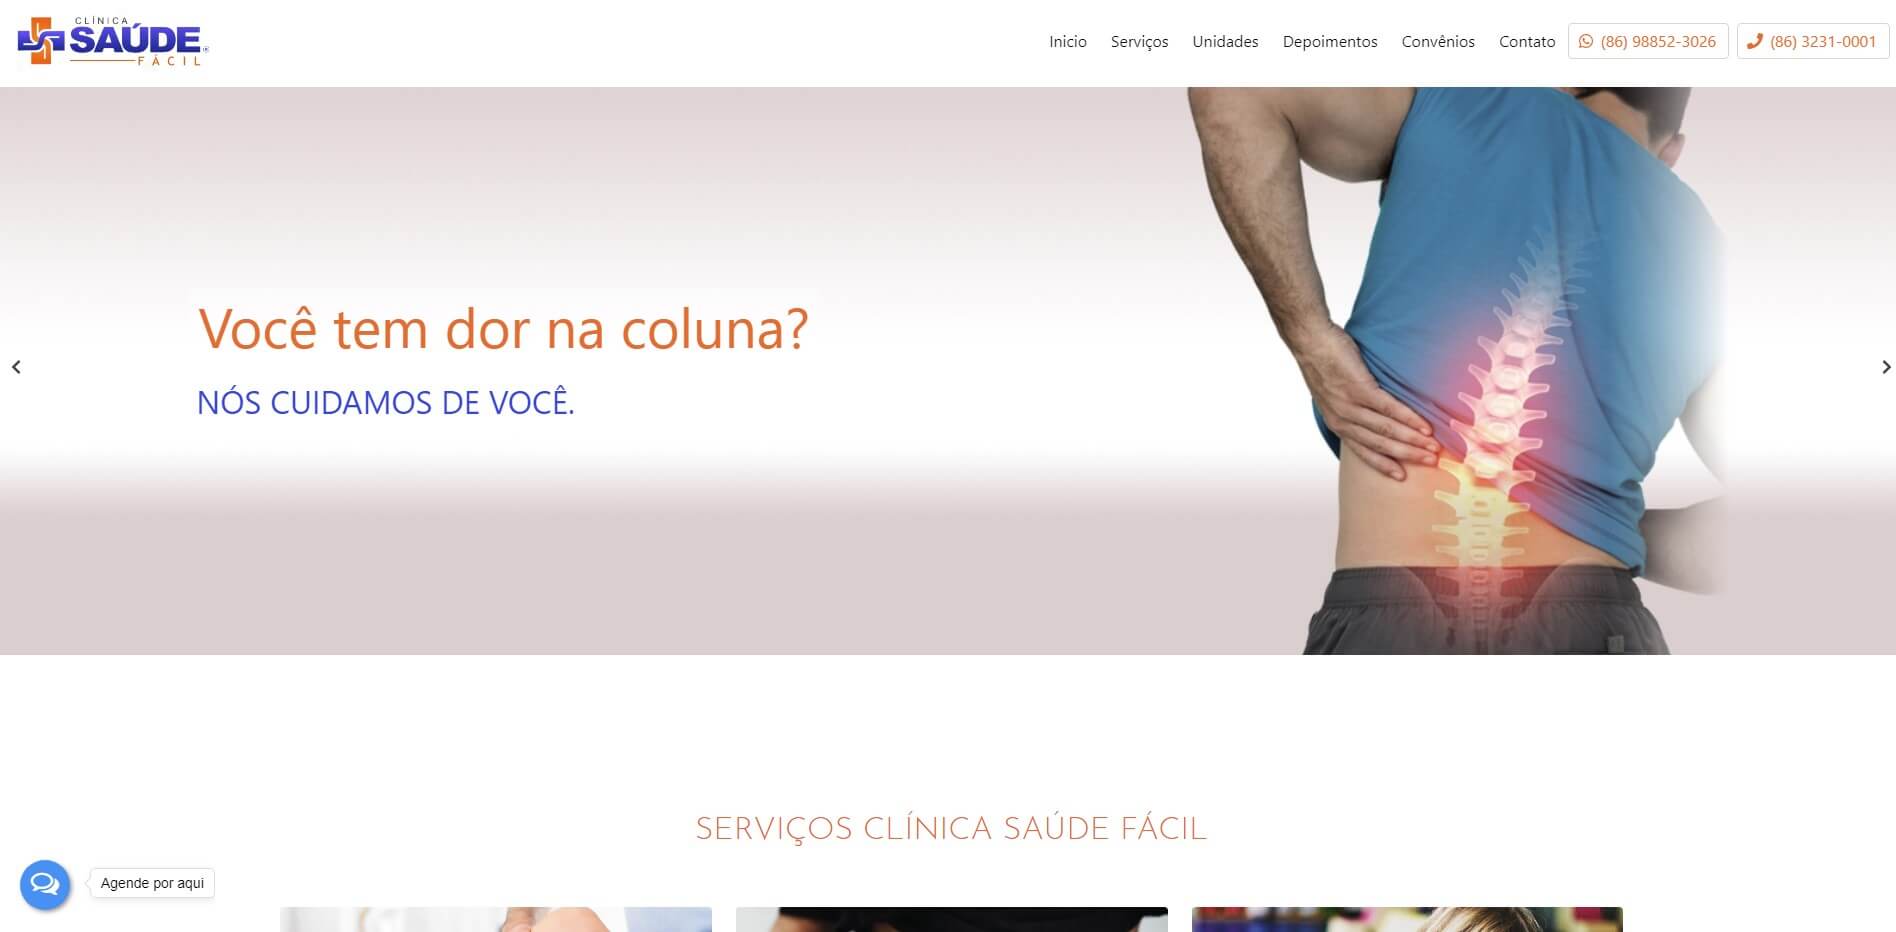 CLÍNICA
SAÚDE
FÁCIL
Inicio Serviços Unidades Depoimentos Convênios Contato (86) 98852-3026 (86) 3231-0001
Você tem dor na coluna?
NÓS CUIDAMOS DE VOCÊ.
SERVIÇOS CLÍNICA SAÚDE FÁCIL
Agende por aqui